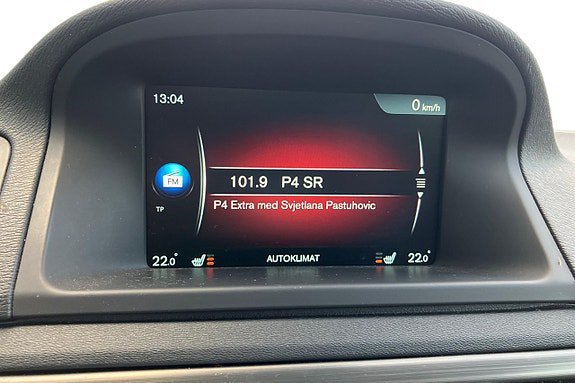 13:04
0 km/h
FM
101.9 P4 SR
TP
P4 Extra med Svjetlana Pastuhovic
22.0°
AUTOKLIMAT
22.0°